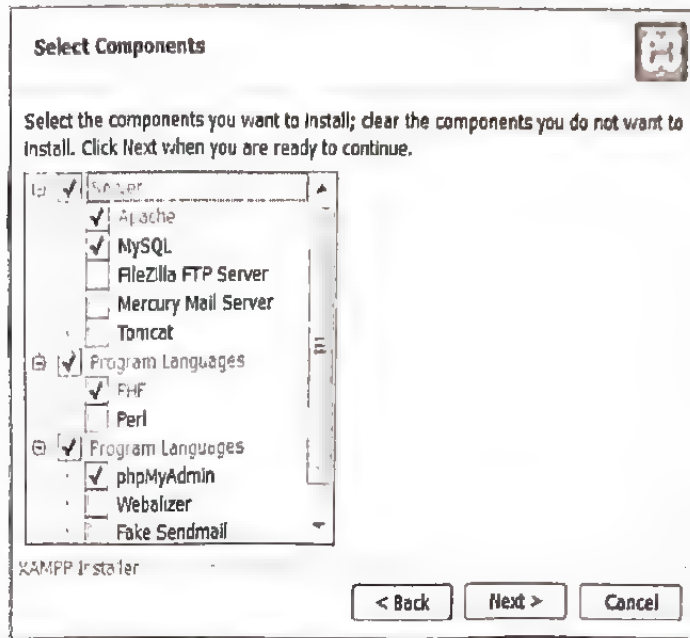 Select Components
Select the components you want to install; clear the components you do not want to
install. Click Next when you are ready to continue.
Server
Apache
MySQL
FileZilla FTP Server
Mercury Mail Server
Tomcat
Program Languages
PHP
Perl
Program Languages
phpMyAdmin
Webalizer
Fake Sendmail
XAMPP Installer
< Back
Next >
Cancel